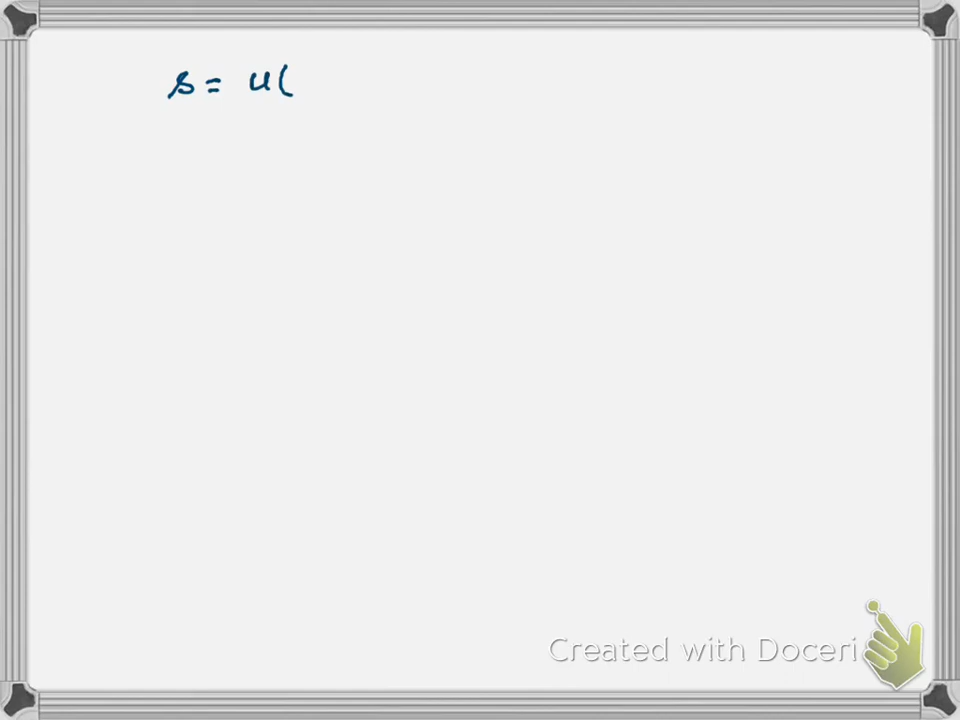 s = u(
Created with Doceri